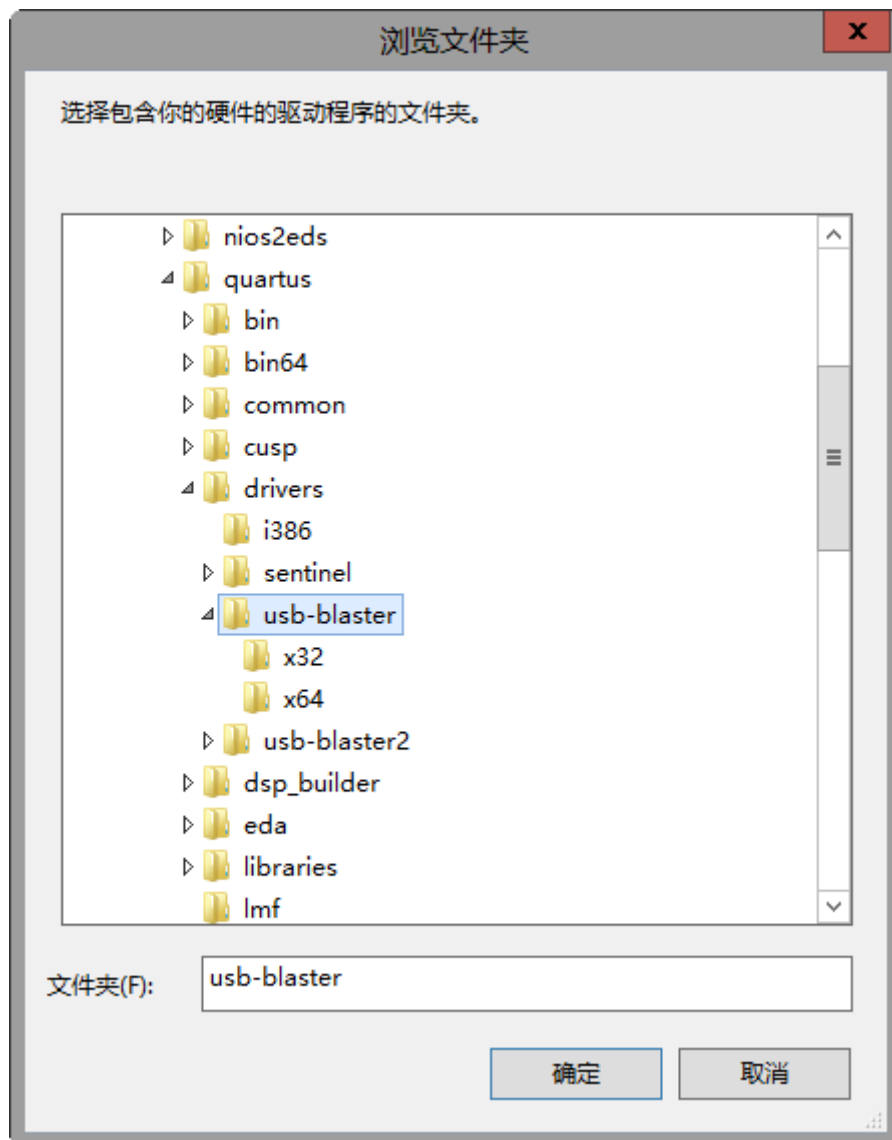 浏览文件夹
x
选择包含你的硬件的驱动程序的文件夹。
nios2eds
quartus
bin
bin64
common
cusp
drivers
i386
sentinel
usb-blaster
x32
x64
usb-blaster2
dsp_builder
eda
libraries
lmf
文件夹(F): usb-blaster
确定 取消